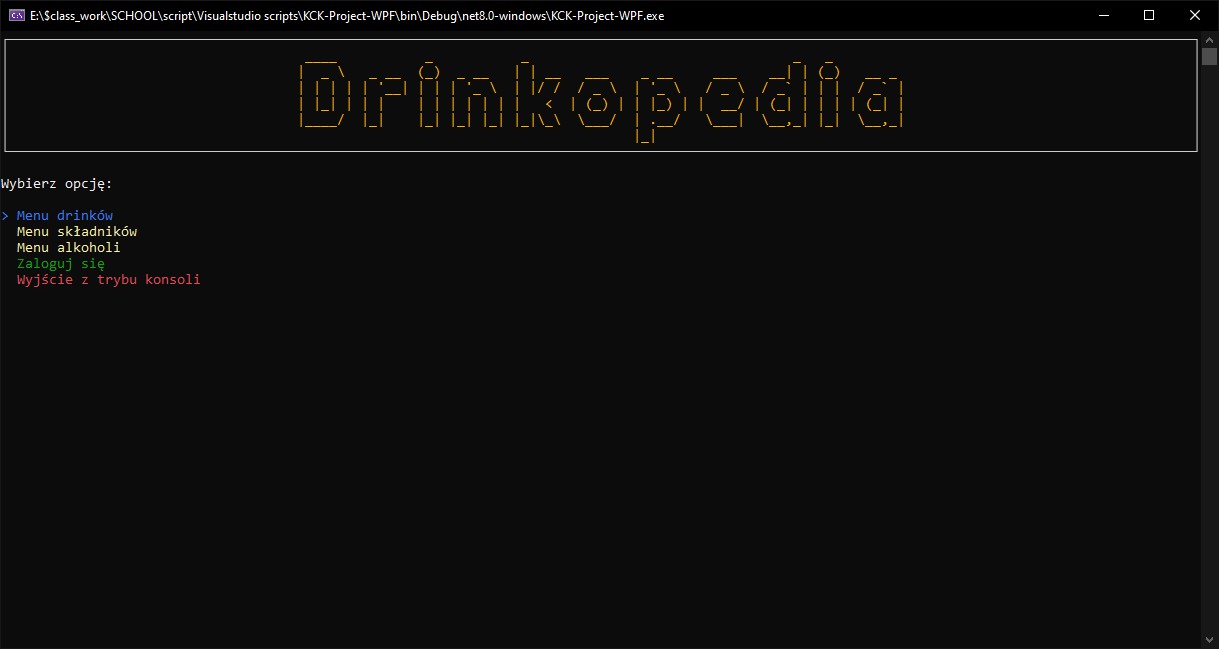 E:\$class_work\SCHOOL\script\Visualstudio scripts\KCK-Project-WPF\bin\Debug\net8.0-windows\KCK-Project-WPF.exe
Drinkopedia
Wybierz opcję:
> Menu drinków
Menu składników
Menu alkoholi
Zaloguj się
Wyjście z trybu konsoli